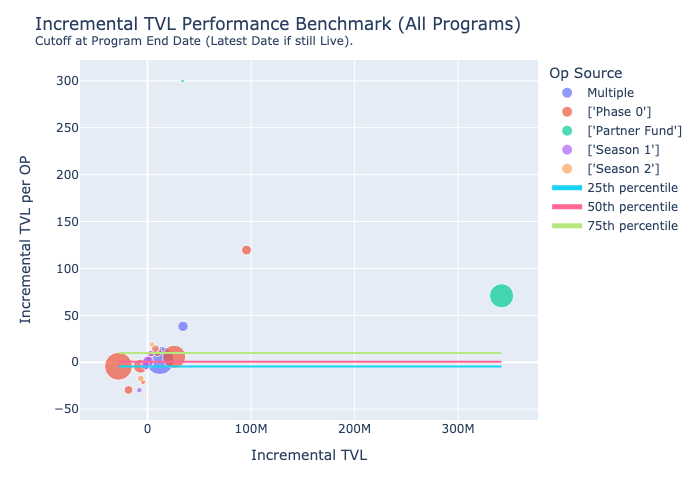 Incremental TVL Performance Benchmark (All Programs)
Cutoff at Program End Date (Latest Date if still Live).
Incremental TVL per OP
300
250
200
150
100
50
0
−50
0
100M
200M
300M
Incremental TVL
Op Source
Multiple
['Phase 0']
['Partner Fund']
['Season 1']
['Season 2']
25th percentile
50th percentile
75th percentile